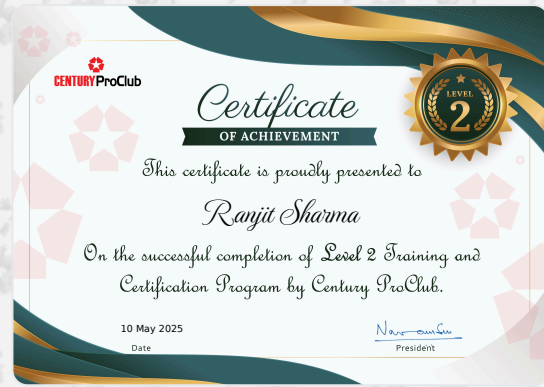 CENTURY ProClub
LEVEL
2
Certificate
OF ACHIEVEMENT
This certificate is proudly presented to
Ranjit Sharma
On the successful completion of Level 2 Training and
Certification Program by Century ProClub.
10 May 2025
Date
President